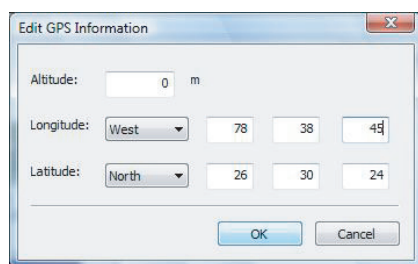 Edit GPS Information
Altitude: 0 m
Longitude: West 78 38 45
Latitude: North 26 30 24
OK Cancel